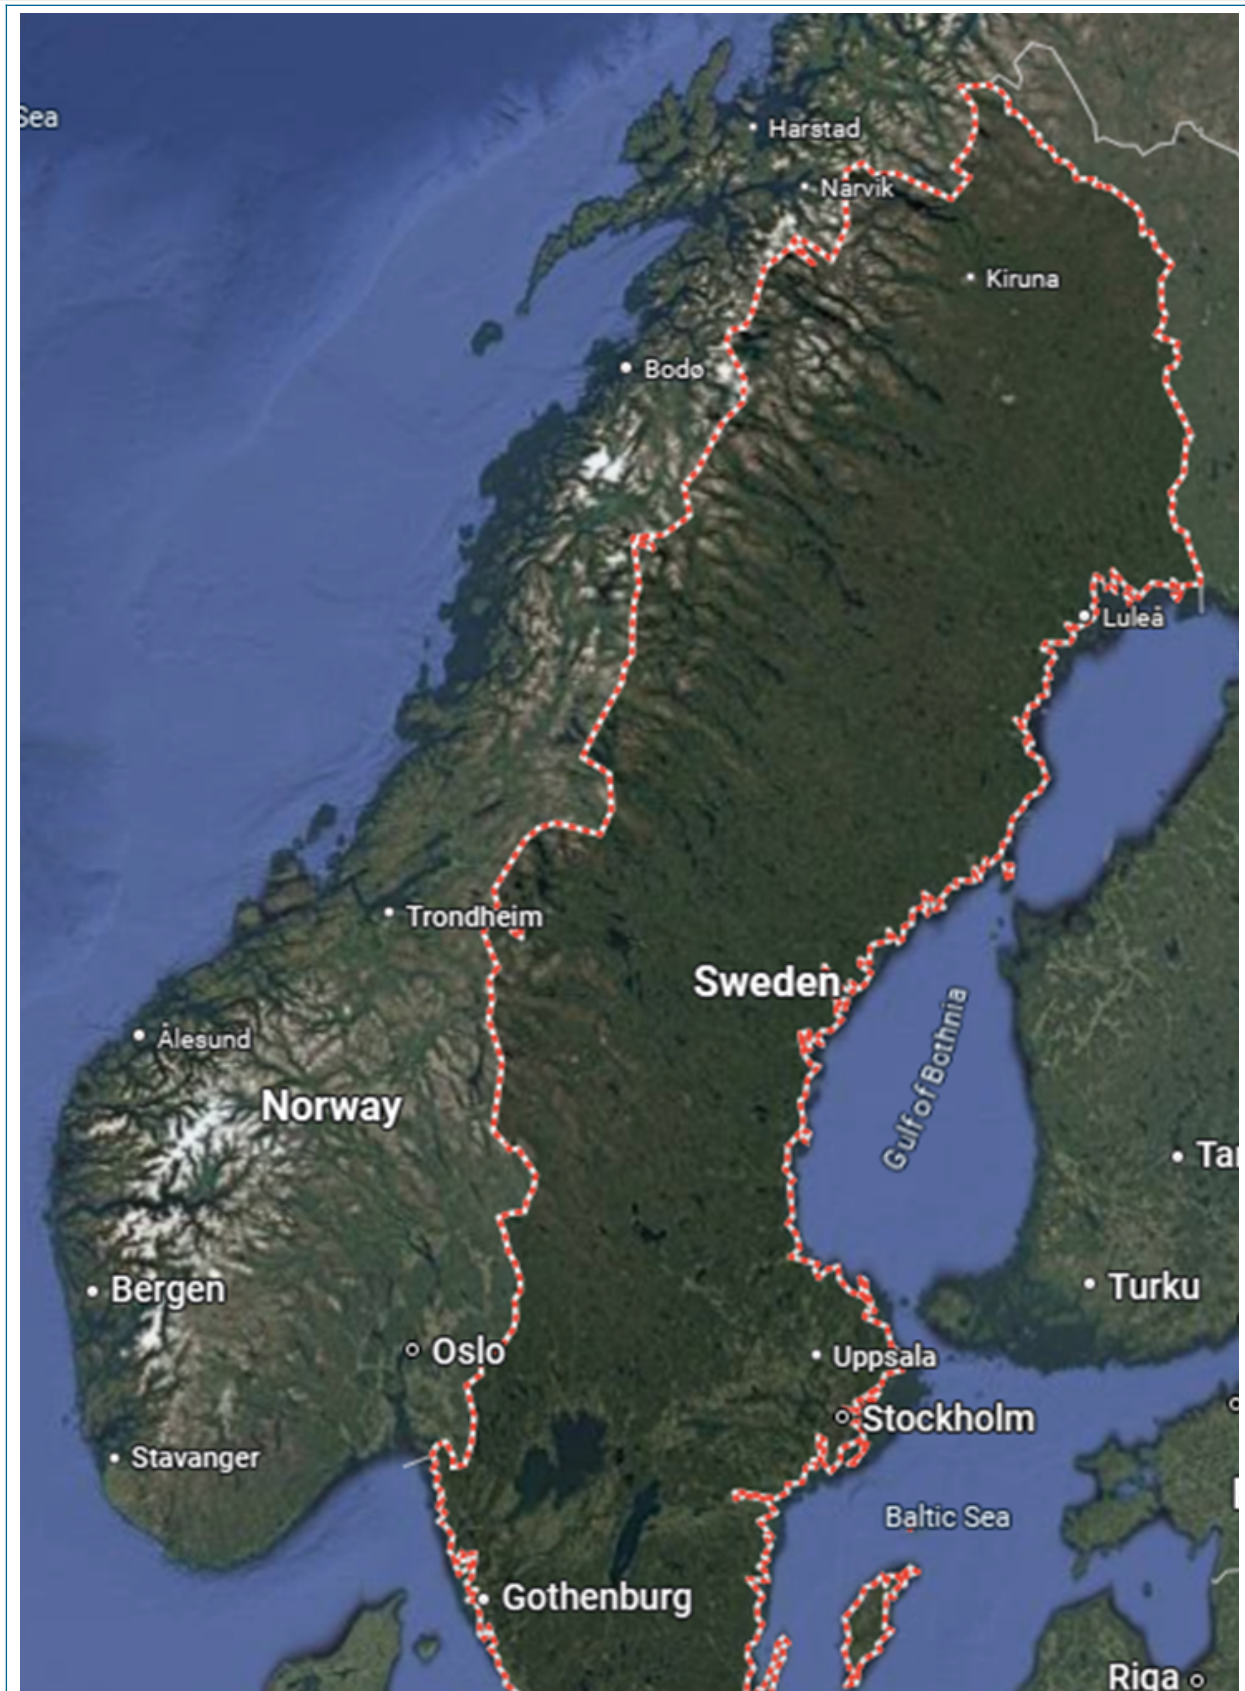 Sea
Harstad
Narvik
Kiruna
Bodø
Luleå
Trondheim
Sweden
Gulf of Bothnia
Ålesund
Norway
Ta
Bergen
Turku
Oslo
Uppsala
Stockholm
Stavanger
Baltic Sea
Gothenburg
Riga